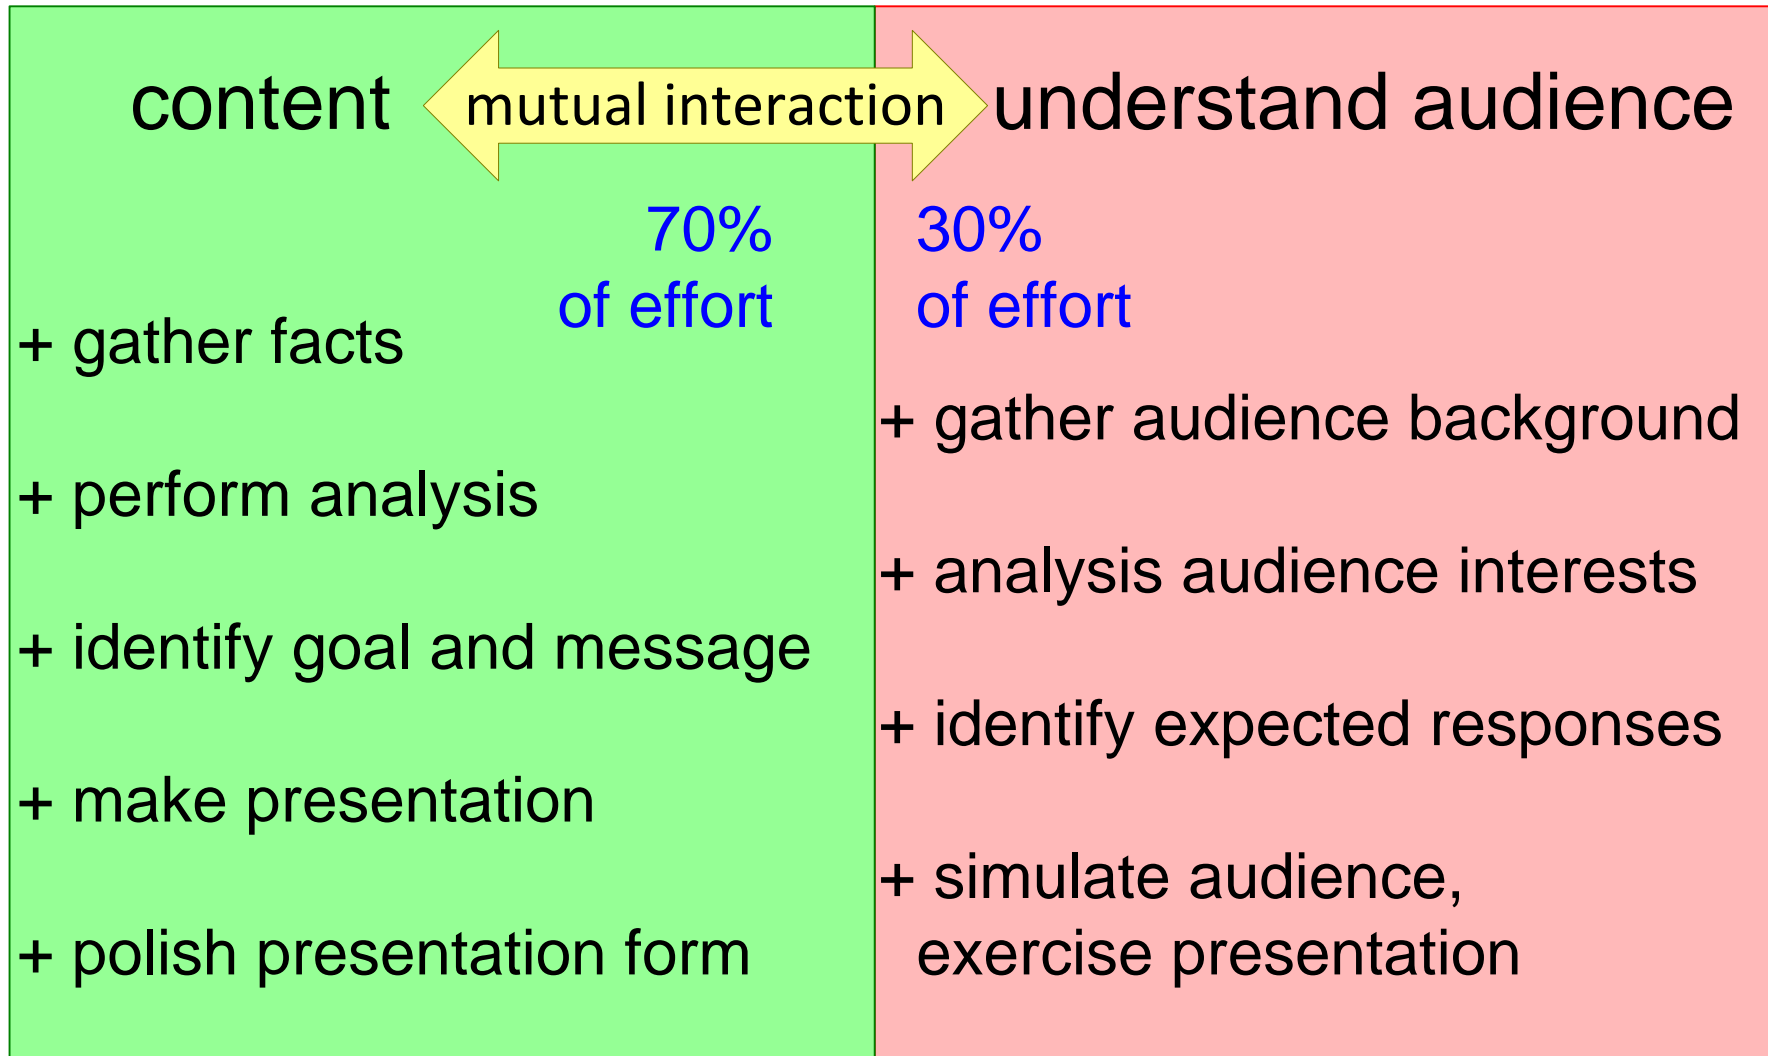 content
mutual interaction
understand audience
70%
of effort
+ gather facts
+ perform analysis
+ identify goal and message
+ make presentation
+ polish presentation form
30%
of effort
+ gather audience background
+ analysis audience interests
+ identify expected responses
+ simulate audience,
exercise presentation